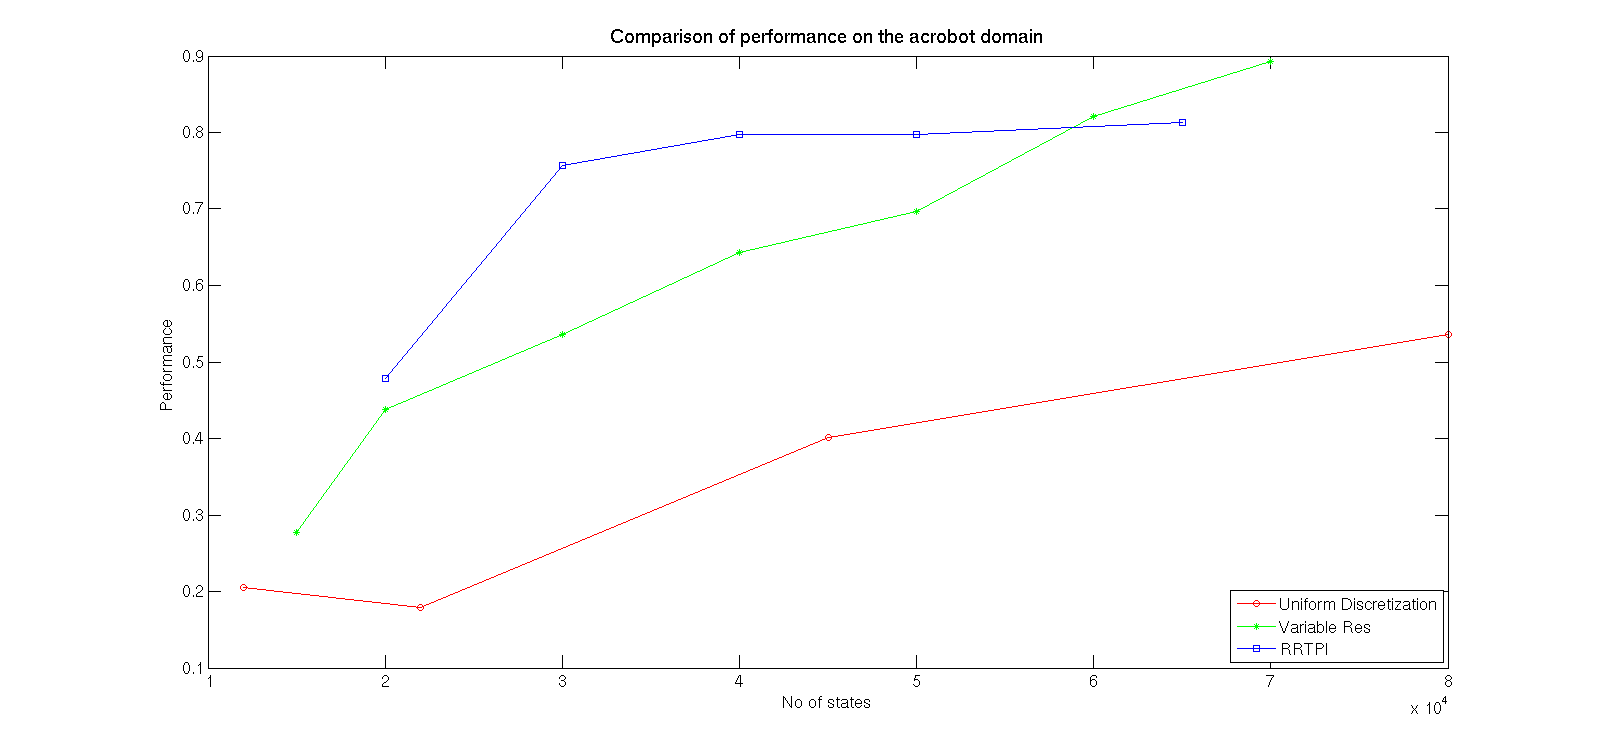 Comparison of performance on the acrobot domain
0.9
0.8
0.7
0.6
0.5
0.4
0.3
0.2
0.1
Performance
1 2 3 4 5 6 7 8
No of states
x 10^4
Uniform Discretization
Variable Res
RRTPI